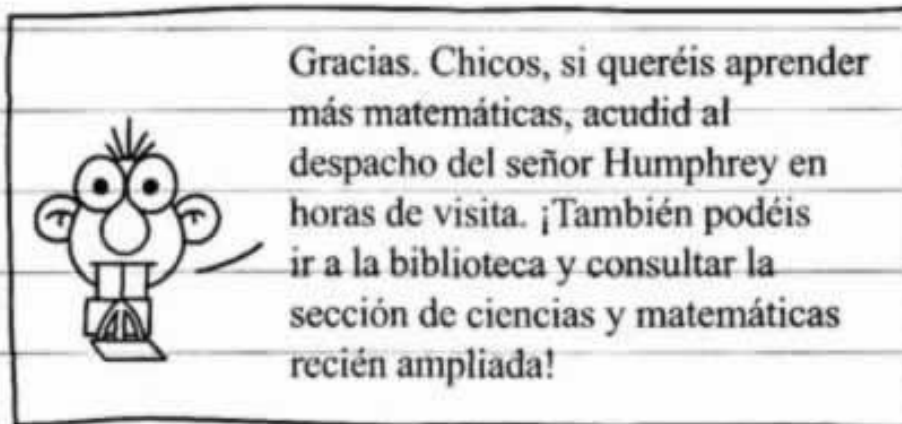 Gracias. Chicos, si queréis aprender
más matemáticas, acudid al
despacho del señor Humphrey en
horas de visita. ¡También podéis
ir a la biblioteca y consultar la
sección de ciencias y matemáticas
recién ampliada!